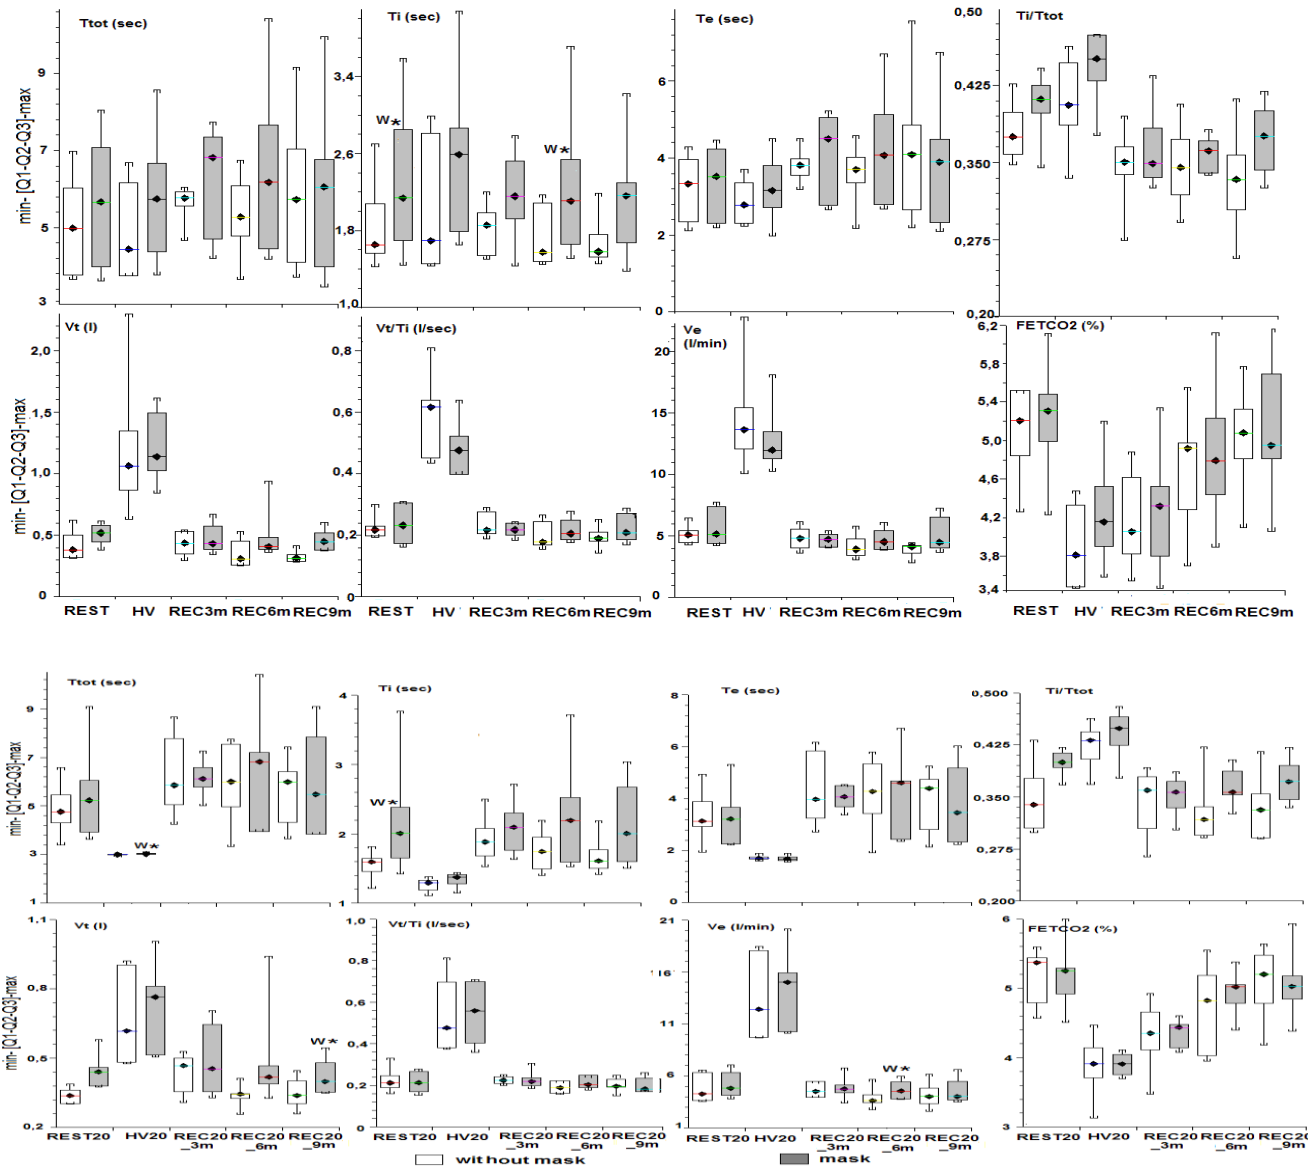 Ttot (sec)
Ti (sec)
Te (sec)
Ti/Ttot
min- [Q1-Q2-Q3]-max
9
7
5
3
3,4
2,6
1,8
1,0
W*
W*
6
4
2
0
0,50
0,425
0,350
0,275
0,20
Vt (l)
Vt/Ti (l/sec)
Ve
(l/min)
FETCO2 (%)
min- [Q1-Q2-Q3]-max
2,0
1,5
1,0
0,5
0
0,8
0,6
0,4
0,2
0
20
15
10
5
0
6,2
5,8
5,4
5,0
4,6
4,2
3,8
3,4
REST HV REC3m REC6m REC9m
REST HV REC3m REC6m REC9m
REST HV REC3m REC6m REC9m
REST HV REC3m REC6m REC9m
Ttot (sec)
Ti (sec)
Te (sec)
Ti/Ttot
min- [Q1-Q2-Q3]-max
9
7
5
3
1
W*
4
3
2
1
W*
8
6
4
2
0
0,500
0,425
0,350
0,275
0,200
Vt (l)
Vt/Ti (l/sec)
Ve (l/min)
FETCO2 (%)
min- [Q1-Q2-Q3]-max
1,1
0,8
0,5
0,2
W*
1,0
0,8
0,6
0,4
0,2
0
21
16
11
6
1
W*
6
5
4
3
REST20 HV20 REC20 REC20 REC20
_3m _6m _9m
REST20 HV20 REC20 REC20 REC20
_3m _6m _9m
REST20 HV20 REC20 REC20 REC20
_3m _6m _9m
REST20 HV20 REC20 REC20 REC20
_3m _6m _9m
without mask
mask